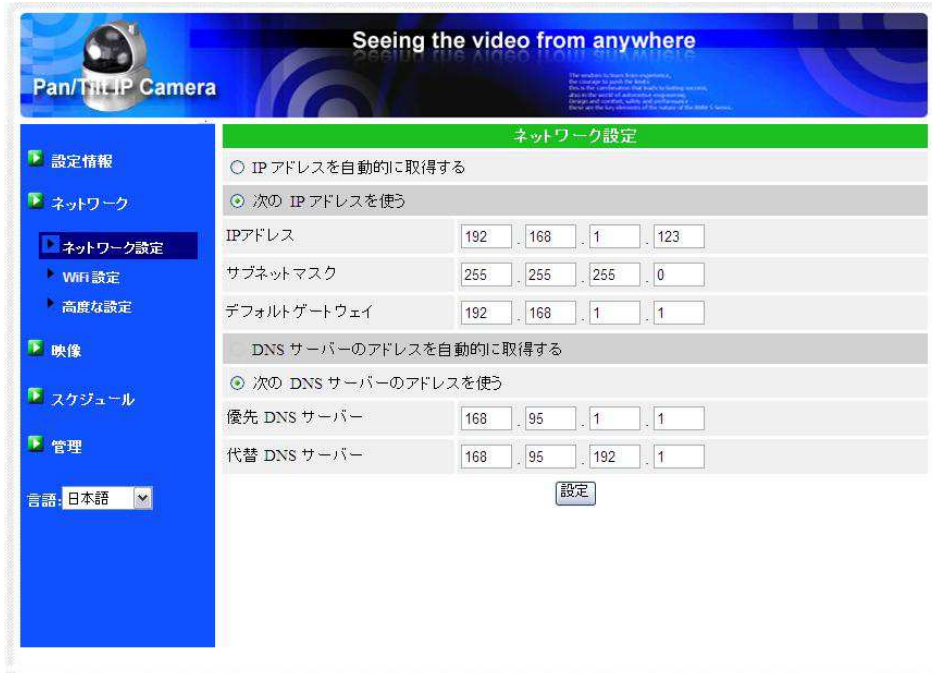 Seeing the video from anywhere
Pan/Tilt IP Camera
設定情報
ネットワーク
ネットワーク設定
WiFi 設定
高度な設定
映像
スケジュール
管理
言語: 日本語
ネットワーク設定
IP アドレスを自動的に取得する
次の IP アドレスを使う
IPアドレス 192 . 168 . 1 . 123
サブネットマスク 255 . 255 . 255 . 0
デフォルトゲートウェイ 192 . 168 . 1 . 1
DNS サーバーのアドレスを自動的に取得する
次の DNS サーバーのアドレスを使う
優先 DNS サーバー 168 . 95 . 1 . 1
代替 DNS サーバー 168 . 95 . 192 . 1
設定